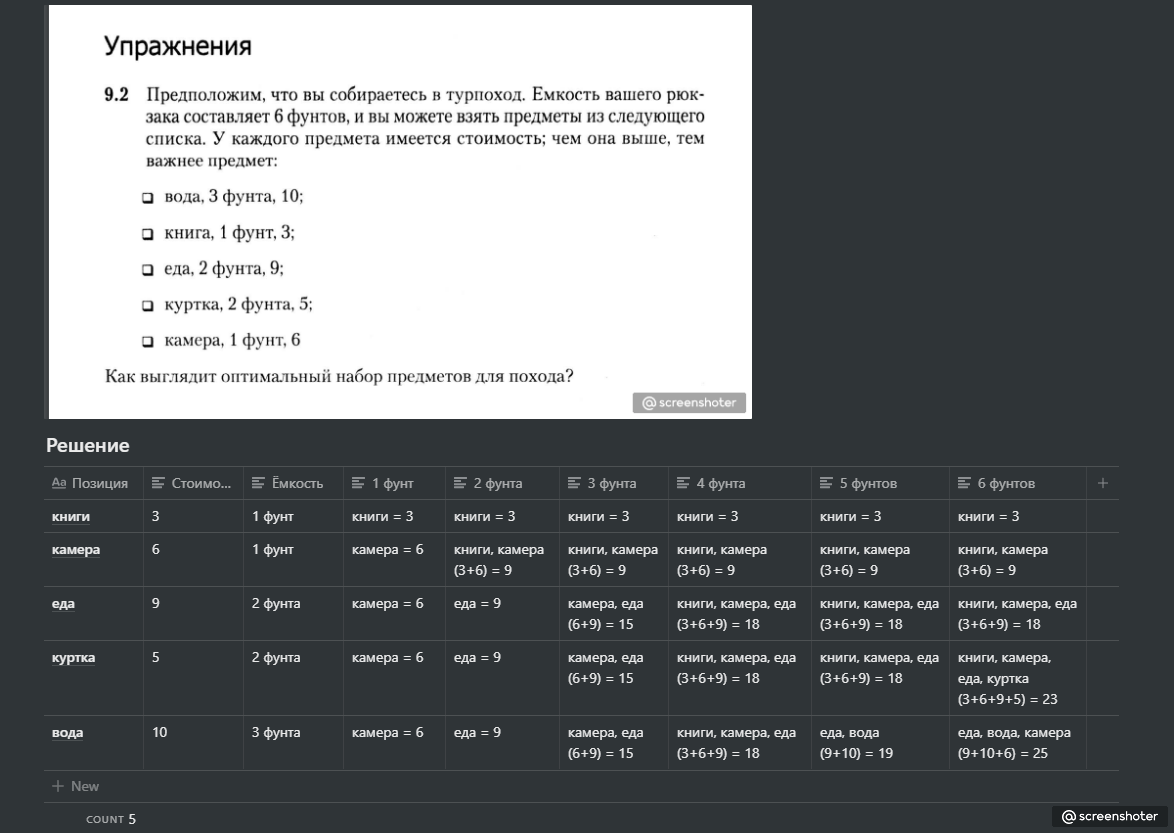 Упражнения
9.2 Предположим, что вы собираетесь в турпоход. Емкость вашего рюк-
зака составляет 6 фунтов, и вы можете взять предметы из следующего
списка. У каждого предмета имеется стоимость; чем она выше, тем
важнее предмет:
вода, 3 фунта, 10;
книга, 1 фунт, 3;
еда, 2 фунта, 9;
куртка, 2 фунта, 5;
камера, 1 фунт, 6
Как выглядит оптимальный набор предметов для похода?
@screenshoter
Решение
Aa Позиция Стоимо... Ёмкость 1 фунт 2 фунта 3 фунта 4 фунта 5 фунтов 6 фунтов +
книги 3 1 фунт книги = 3 книги = 3 книги = 3 книги = 3 книги = 3 книги = 3
камера 6 1 фунт камера = 6 книги, камера книги, камера книги, камера книги, камера книги, камера
(3+6) = 9 (3+6) = 9 (3+6) = 9 (3+6) = 9 (3+6) = 9
еда 9 2 фунта камера = 6 еда = 9 камера, еда книги, камера, еда книги, камера, еда книги, камера, еда
(6+9) = 15 (3+6+9) = 18 (3+6+9) = 18 (3+6+9) = 18
куртка 5 2 фунта камера = 6 еда = 9 камера, еда книги, камера, еда книги, камера, еда книги, камера,
(6+9) = 15 (3+6+9) = 18 (3+6+9) = 18 еда, куртка
(3+6+9+5) = 23
вода 10 3 фунта камера = 6 еда = 9 камера, еда книги, камера, еда еда, вода еда, вода, камера
(6+9) = 15 (3+6+9) = 18 (9+10) = 19 (9+10+6) = 25
+ New
COUNT 5
@screenshoter